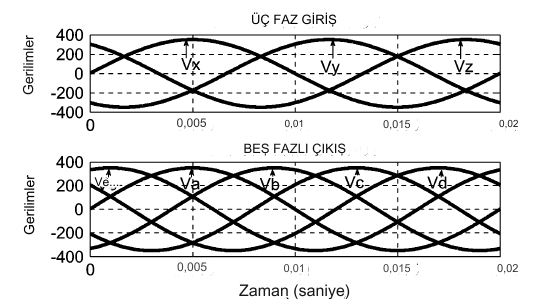 ÜÇ FAZ GİRİŞ
Gerilimler
400
200
0
-200
-400
Vx
Vy
Vz
0
0,005
0,01
0,015
0,02
BEŞ FAZLI ÇIKIŞ
Gerilimler
400
200
0
-200
-400
Ve
Va
Vb
Vc
Vd
0
0,005
0,01
0,015
0,02
Zaman (saniye)